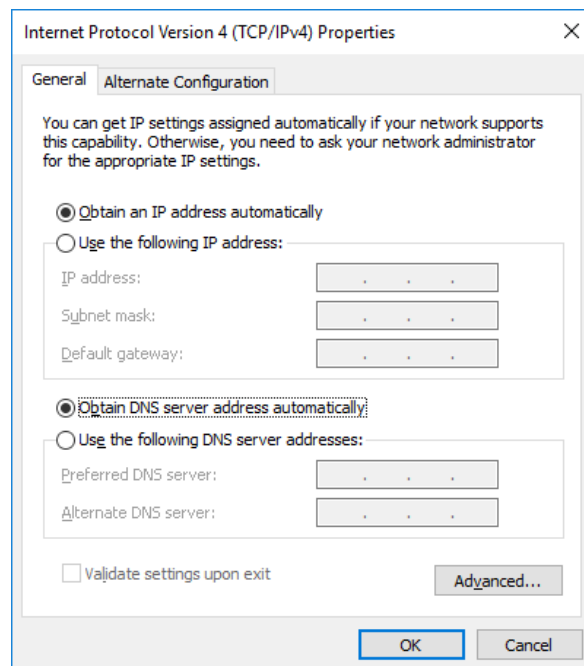 Internet Protocol Version 4 (TCP/IPv4) Properties
General
Alternate Configuration
You can get IP settings assigned automatically if your network supports
this capability. Otherwise, you need to ask your network administrator
for the appropriate IP settings.
Obtain an IP address automatically
Use the following IP address:
IP address:
Subnet mask:
Default gateway:
Obtain DNS server address automatically
Use the following DNS server addresses:
Preferred DNS server:
Alternate DNS server:
Validate settings upon exit
Advanced...
OK
Cancel